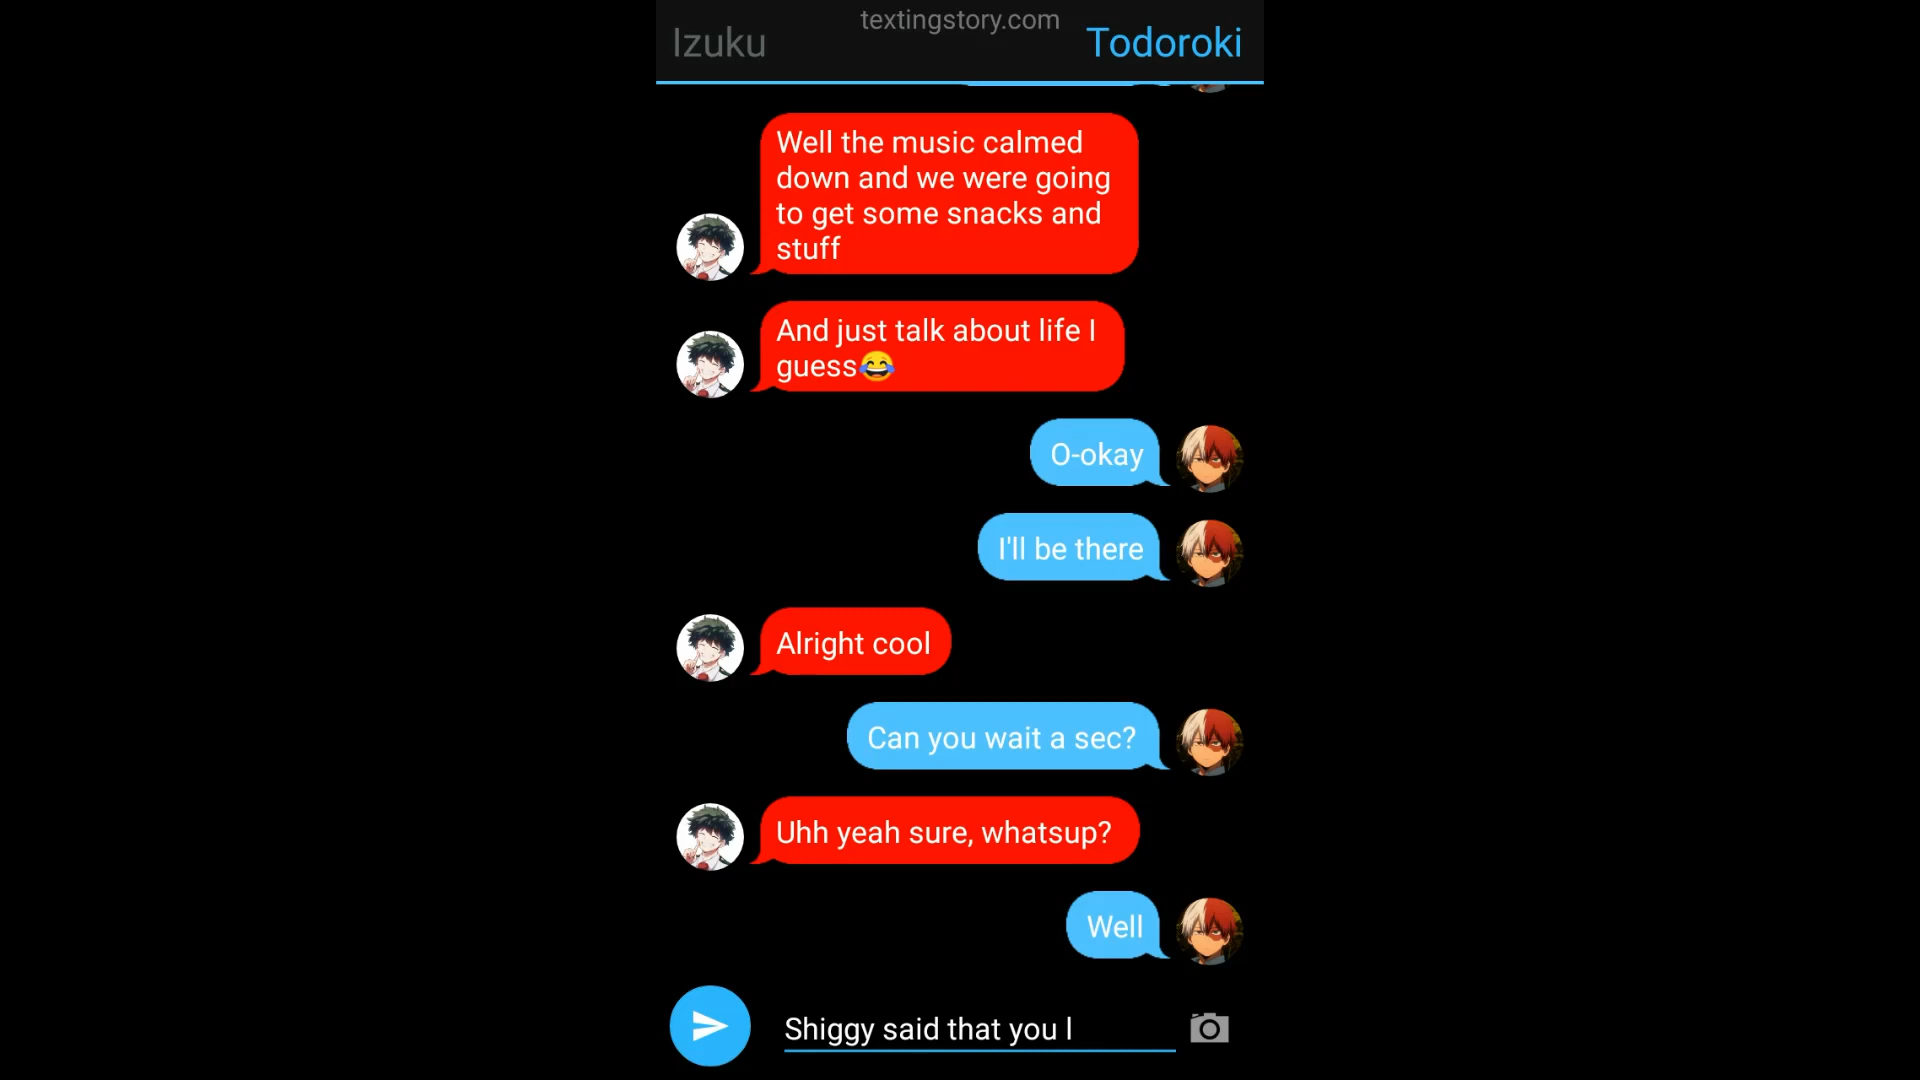 textingstory.com
Izuku
Todoroki
Well the music calmed
down and we were going
to get some snacks and
stuff
And just talk about life I
guess😂
O-okay
I'll be there
Alright cool
Can you wait a sec?
Uhh yeah sure, whatsup?
Well
Shiggy said that you l